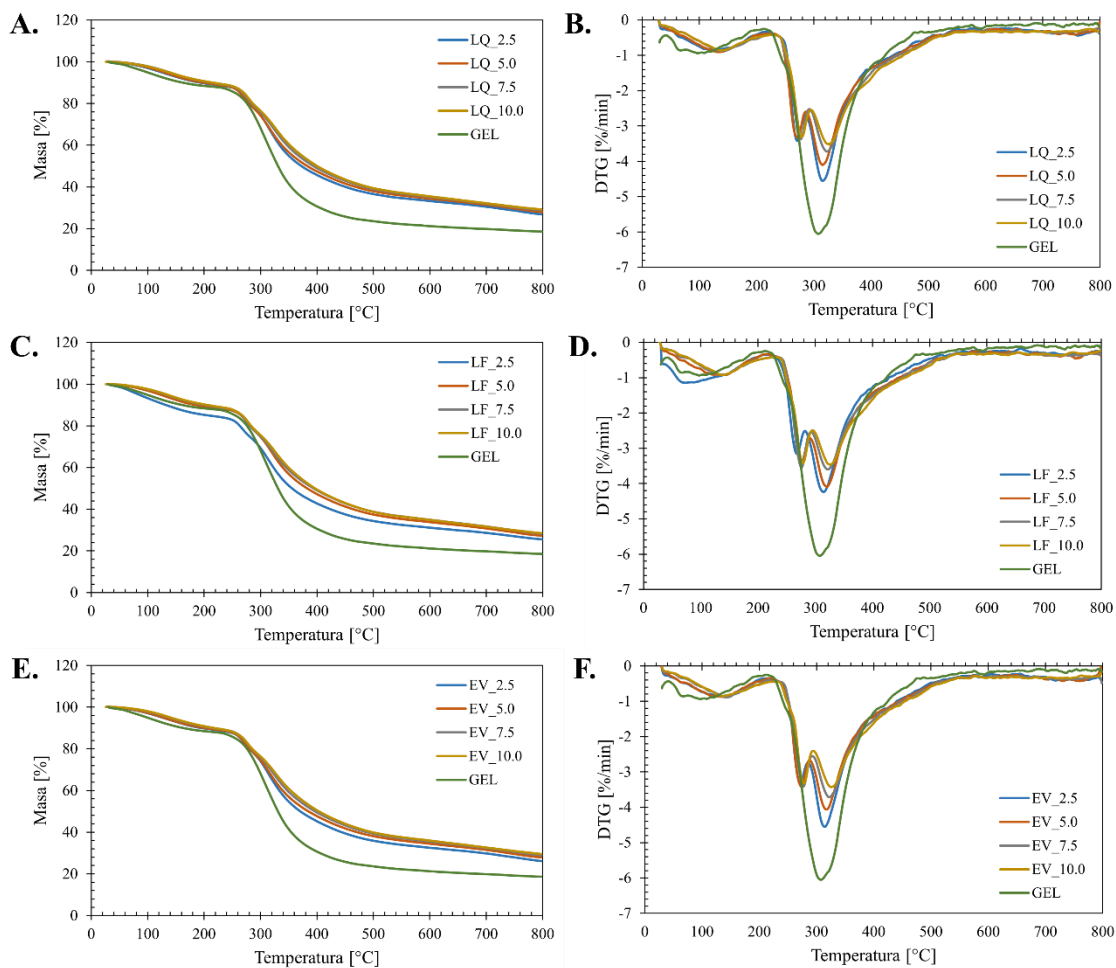 A.
120
100
80
60
40
20
0
Masa [%]
LQ_2.5
LQ_5.0
LQ_7.5
LQ_10.0
GEL
0 100 200 300 400 500 600 700 800
Temperatura [°C]
B.
0
-1
-2
-3
-4
-5
-6
-7
DTG [%/min]
LQ_2.5
LQ_5.0
LQ_7.5
LQ_10.0
GEL
0 100 200 300 400 500 600 700 800
Temperatura [°C]
C.
120
100
80
60
40
20
0
Masa [%]
LF_2.5
LF_5.0
LF_7.5
LF_10.0
GEL
0 100 200 300 400 500 600 700 800
Temperatura [°C]
D.
0
-1
-2
-3
-4
-5
-6
-7
DTG [%/min]
LF_2.5
LF_5.0
LF_7.5
LF_10.0
GEL
0 100 200 300 400 500 600 700 800
Temperatura [°C]
E.
120
100
80
60
40
20
0
Masa [%]
EV_2.5
EV_5.0
EV_7.5
EV_10.0
GEL
0 100 200 300 400 500 600 700 800
Temperatura [°C]
F.
0
-1
-2
-3
-4
-5
-6
-7
DTG [%/min]
EV_2.5
EV_5.0
EV_7.5
EV_10.0
GEL
0 100 200 300 400 500 600 700 800
Temperatura [°C]